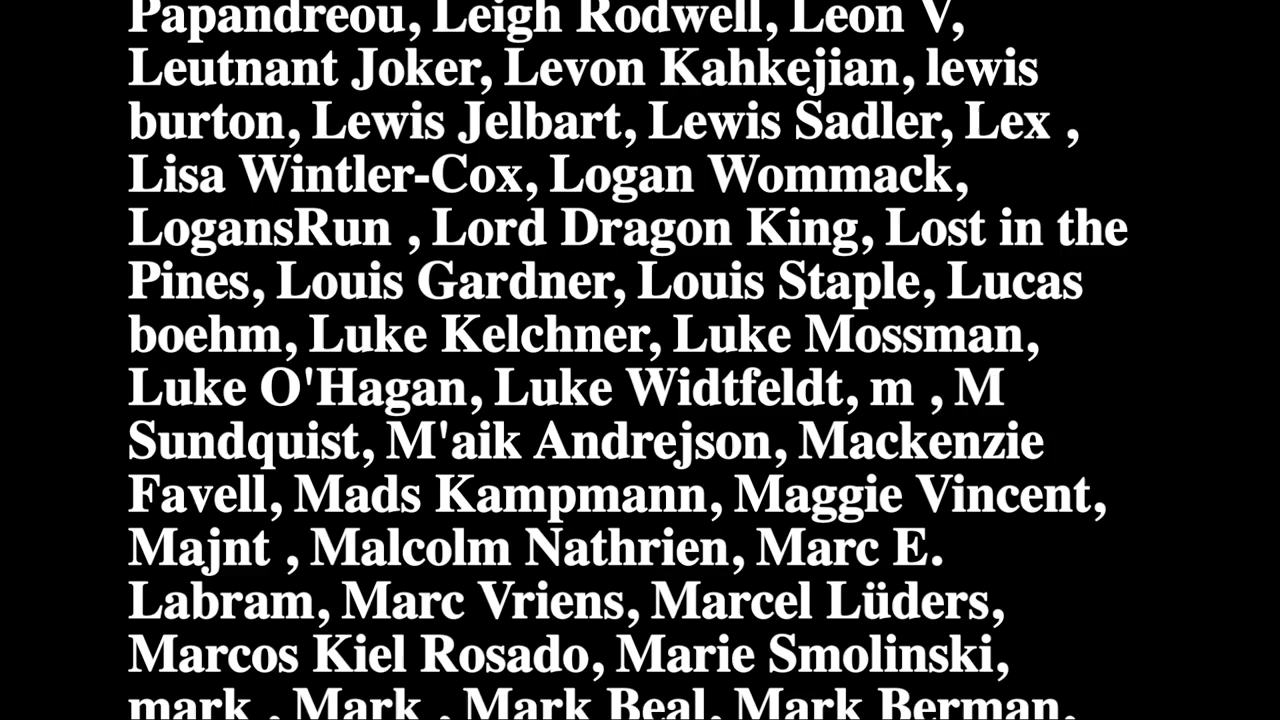 Papandreou, Leigh Rodwell, Leon V,
Leutnant Joker, Levon Kahkejian, lewis
burton, Lewis Jelbart, Lewis Sadler, Lex ,
Lisa Wintler-Cox, Logan Wommack,
LogansRun , Lord Dragon King, Lost in the
Pines, Louis Gardner, Louis Staple, Lucas
boehm, Luke Kelchner, Luke Mossman,
Luke O'Hagan, Luke Widtfeldt, m , M
Sundquist, M'aik Andrejson, Mackenzie
Favell, Mads Kampmann, Maggie Vincent,
Majnt , Malcolm Nathrien, Marc E.
Labram, Marc Vriens, Marcel Lüders,
Marcos Kiel Rosado, Marie Smolinski,
mark , Mark , Mark Beal, Mark Berman,